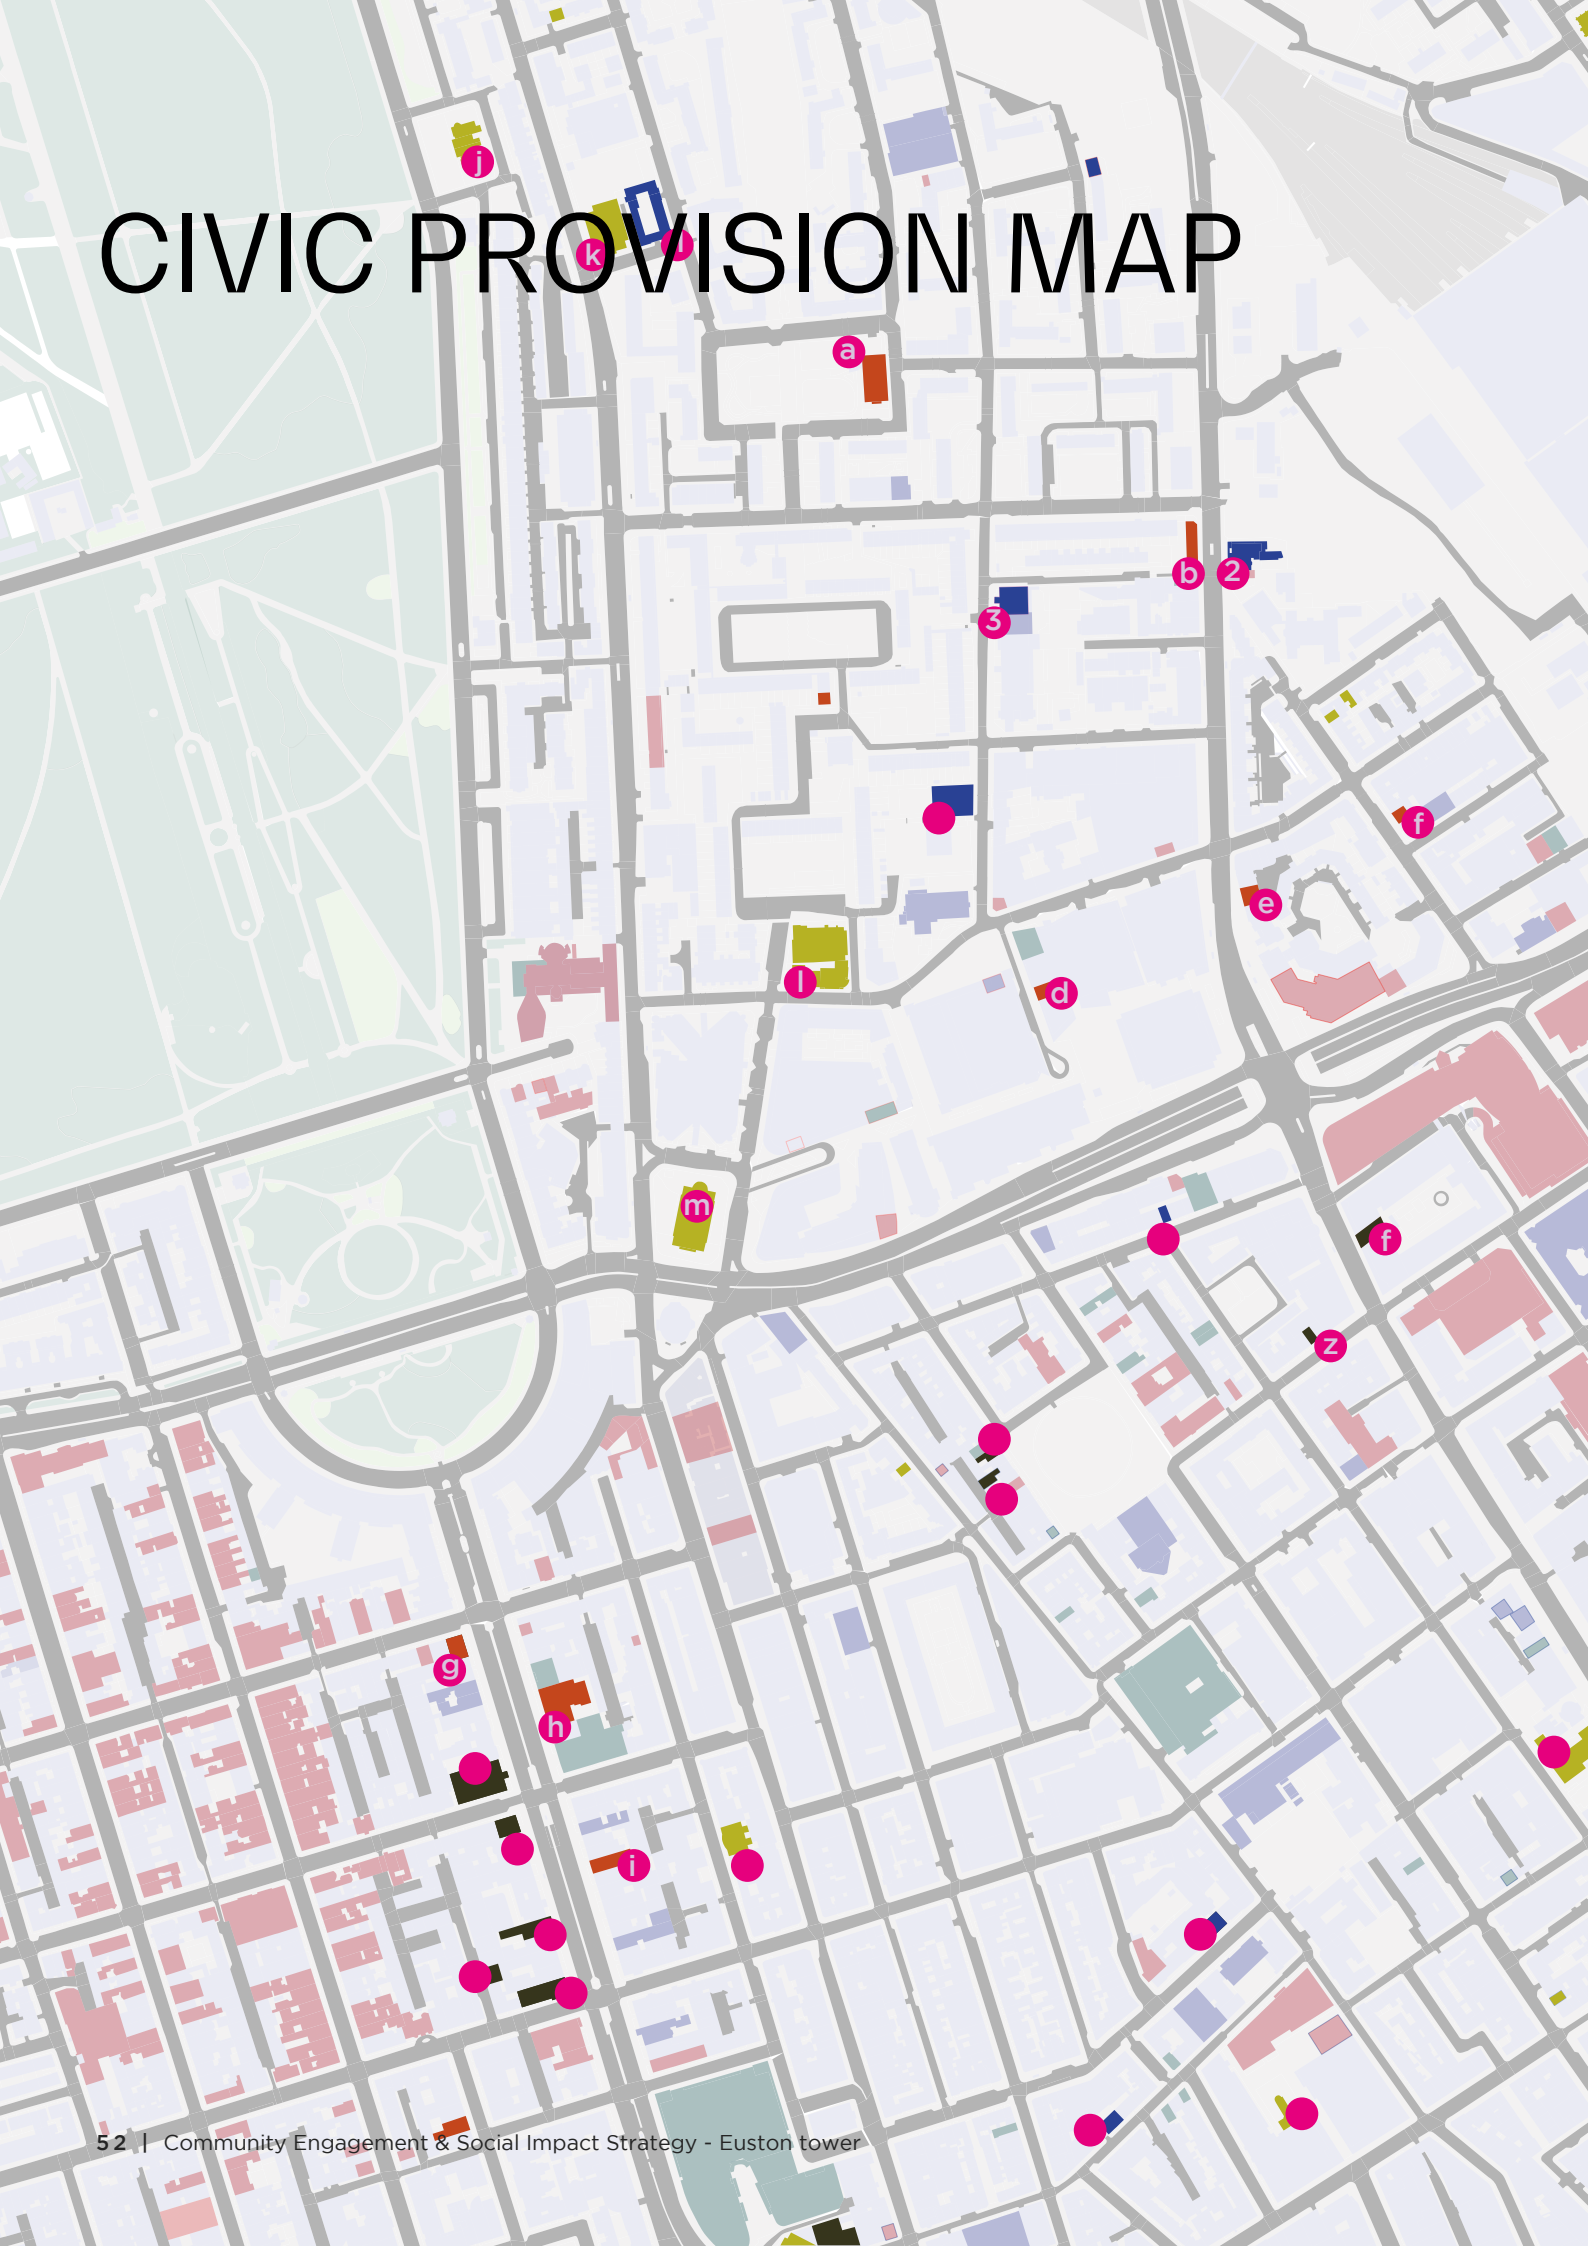 j
CIVIC PROVISION MAP
k
a
b
2
3
f
e
l
d
m
f
z
g
h
i
52 | Community Engagement & Social Impact Strategy - Euston tower